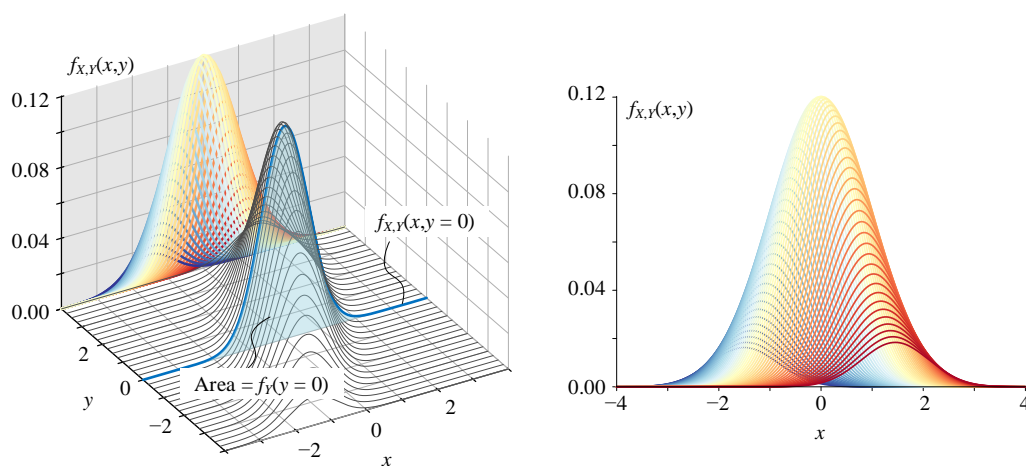 f_{X,Y}(x,y)
0.12
0.08
0.04
0.00
2
0
−2
y
−2
0
2
x
f_{X,Y}(x,y = 0)
Area = f_Y(y = 0)
f_{X,Y}(x,y)
0.12
0.08
0.04
0.00
−4 −2 0 2 4
x